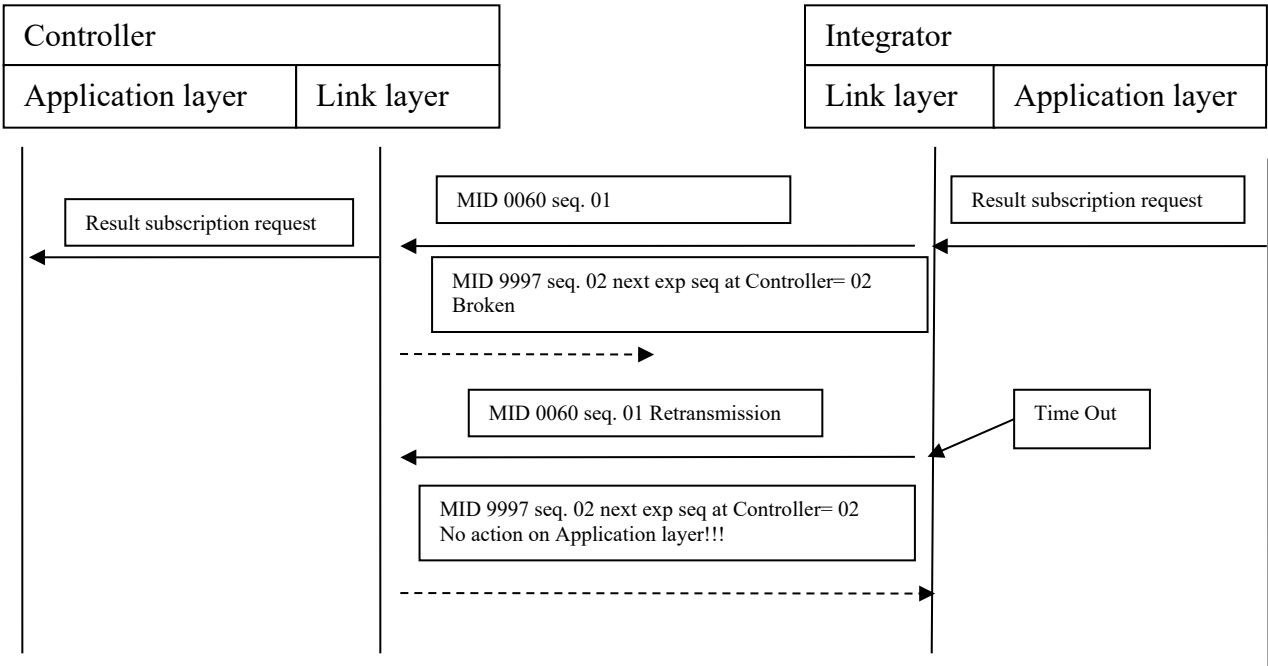 Controller
Integrator
Application layer
Link layer
Link layer
Application layer
MID 0060 seq. 01
Result subscription request
Result subscription request
MID 9997 seq. 02 next exp seq at Controller= 02
Broken
MID 0060 seq. 01 Retransmission
Time Out
MID 9997 seq. 02 next exp seq at Controller= 02
No action on Application layer!!!